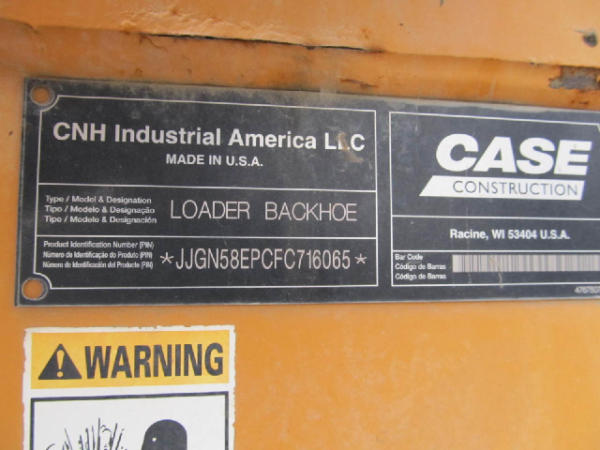 CNH Industrial America LLC
MADE IN U.S.A.
Type / Model & Designation
Tipo / Modelo & Designação
Tipo / Modelo & Designación
LOADER BACKHOE
Product Identification Number (PIN)
Número de Identificação do Produto (PIN)
Número de Identificación del Producto (PIN)
*JJGN58EPCFC716065*
CASE
CONSTRUCTION
Racine, WI 53404 U.S.A.
Bar Code
Código de Barras
Código de Barras
WARNING